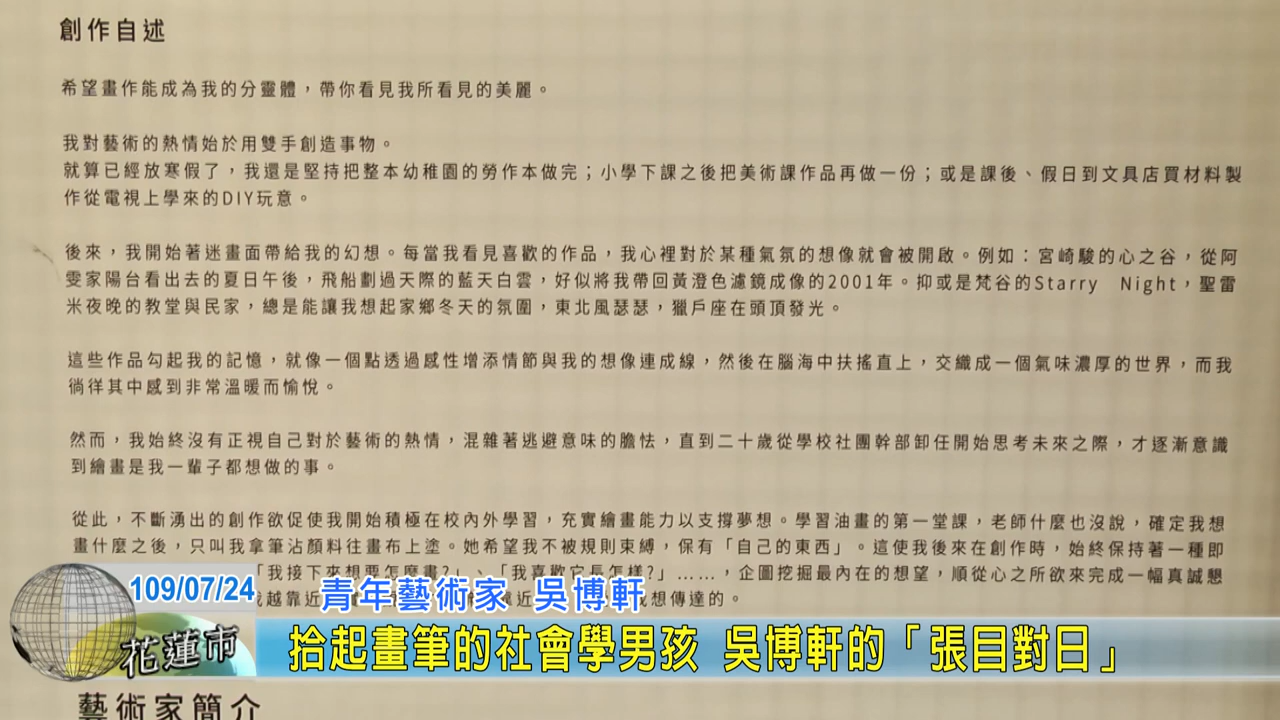 創作自述
希望畫作能成為我的分靈體，帶你看見我所看見的美麗。
我對藝術的熱情始於用雙手創造事物。
就算已經放寒假了，我還是堅持把整本幼稚園的勞作本做完；小學下課之後把美術課作品再做一份；或是課後、假日到文具店買材料製
作從電視上學來的DIY玩意。
後來，我開始著迷畫面帶給我的幻想。每當我看見喜歡的作品，我心裡對於某種氣氛的想像就會被開啟。例如：宮崎駿的心之谷，從阿
雯家陽台看出去的夏日午後，飛船劃過天際的藍天白雲，好似將我帶回黃澄色濾鏡成像的2001年。抑或是梵谷的Starry Night，聖雷
米夜晚的教堂與民家，總是能讓我想起家鄉冬天的氛圍，東北風瑟瑟，獵戶座在頭頂發光。
這些作品勾起我的記憶，就像一個點透過感性增添情節與我的想像連成線，然後在腦海中扶搖直上，交織成一個氣味濃厚的世界，而我
徜徉其中感到非常溫暖而愉悅。
然而，我始終沒有正視自己對於藝術的熱情，混雜著逃避意味的膽怯，直到二十歲從學校社團幹部卸任開始思考未來之際，才逐漸意識
到繪畫是我一輩子都想做的事。
從此，不斷湧出的創作欲促使我開始積極在校內外學習，充實繪畫能力以支撐夢想。學習油畫的第一堂課，老師什麼也沒說，確定我想
畫什麼之後，只叫我拿筆沾顏料往畫布上塗。她希望我不被規則束縛，保有「自己的東西」。這使我後來在創作時，始終保持著一種即
「我接下來想要怎麼畫?」、「我喜歡它長怎樣?」……，企圖挖掘最內在的想望，順從心之所欲來完成一幅真誠懇
越靠近 我想傳達的。
109/07/24
青年藝術家 吳博軒
花蓮市
拾起畫筆的社會學男孩 吳博軒的「張目對日」
藝術家簡介